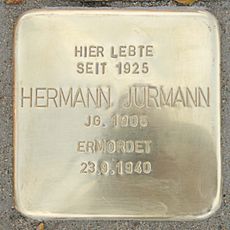 HIER LEBTE
SEIT 1925
HERMANN JURMANN
JG.
ERMORDET
23.9.1940